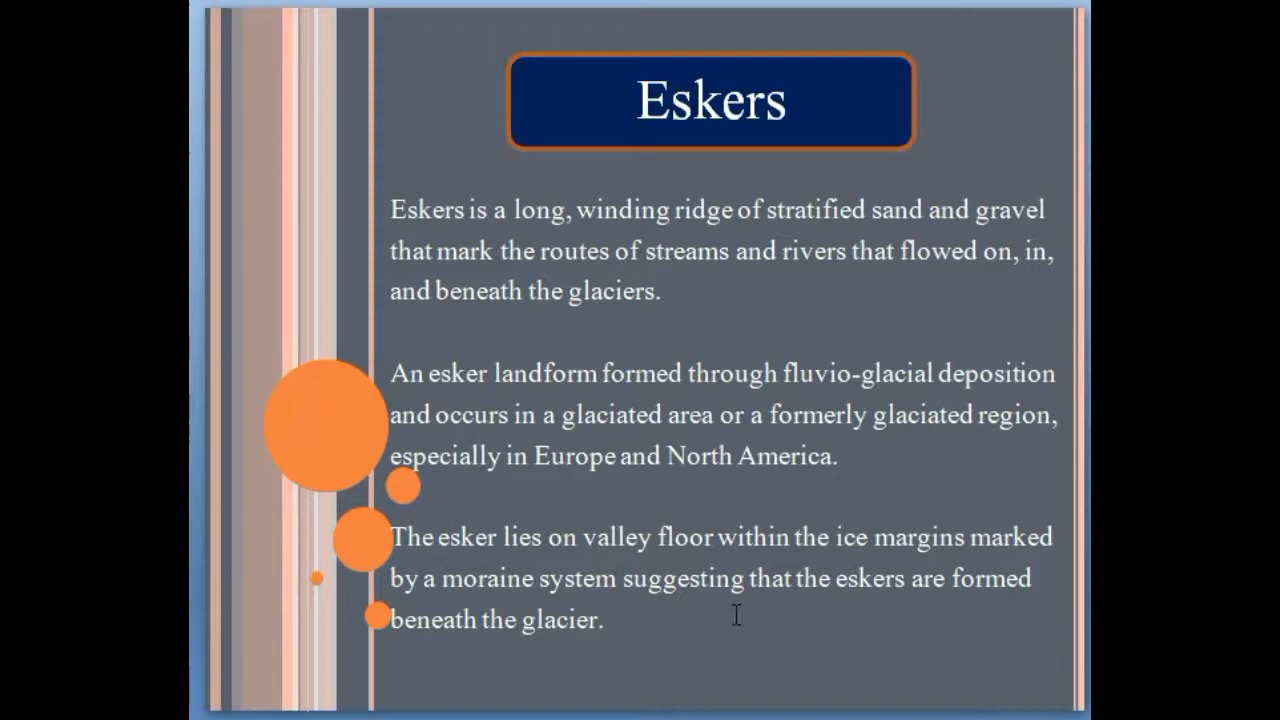 Eskers
Eskers is a long, winding ridge of stratified sand and gravel
that mark the routes of streams and rivers that flowed on, in,
and beneath the glaciers.
An esker landform formed through fluvio-glacial deposition
and occurs in a glaciated area or a formerly glaciated region,
especially in Europe and North America.
The esker lies on valley floor within the ice margins marked
by a moraine system suggesting that the eskers are formed
beneath the glacier.